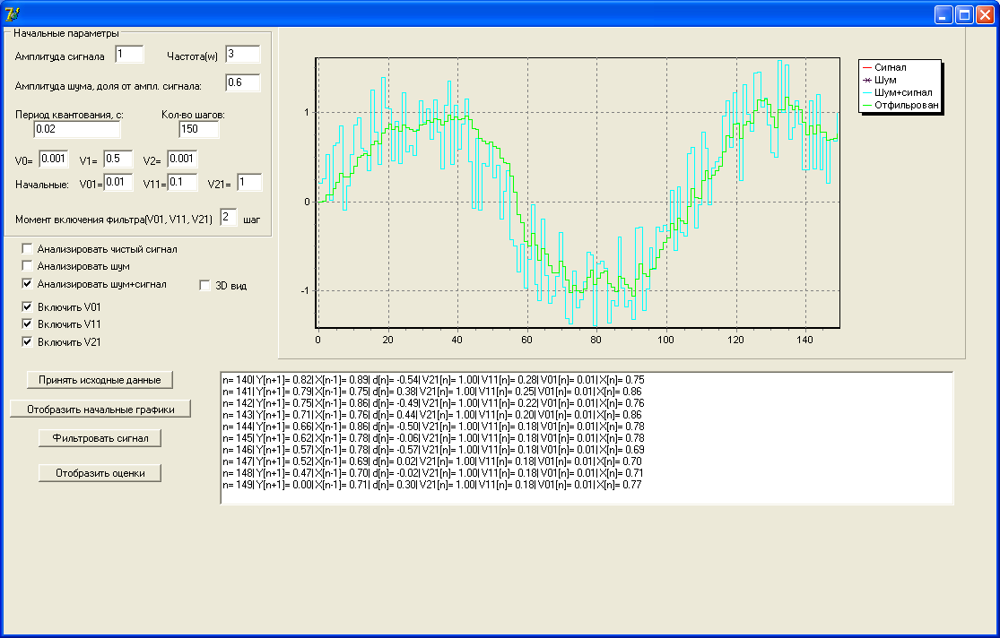 Начальные параметры
Амплитуда сигнала 1 Частота(w) 3
Амплитуда шума, доля от ампл. сигнала: 0.6
Период квантования, с: Кол-во шагов:
0.02 150
V0= 0.001 V1= 0.5 V2= 0.001
Начальные: V01= 0.01 V11= 0.1 V21= 1
Момент включения фильтра(V01, V11, V21) 2 шаг
Анализировать чистый сигнал
Анализировать шум
Анализировать шум+сигнал 3D вид
Включить V01
Включить V11
Включить V21
1
0
-1
0 20 40 60 80 100 120 140
Сигнал
Шум
Шум+сигнал
Отфильрован
Принять исходные данные
Отобразить начальные графики
Фильтровать сигнал
Отобразить оценки
n= 140| Y[n+1]= 0.82| X[n-1]= 0.89| d[n]= -0.54| V21[n]= 1.00| V11[n]= 0.28| V01[n]= 0.01| X[n]= 0.75
n= 141| Y[n+1]= 0.79| X[n-1]= 0.75| d[n]= 0.38| V21[n]= 1.00| V11[n]= 0.25| V01[n]= 0.01| X[n]= 0.86
n= 142| Y[n+1]= 0.75| X[n-1]= 0.86| d[n]= -0.49| V21[n]= 1.00| V11[n]= 0.22| V01[n]= 0.01| X[n]= 0.76
n= 143| Y[n+1]= 0.71| X[n-1]= 0.76| d[n]= 0.44| V21[n]= 1.00| V11[n]= 0.20| V01[n]= 0.01| X[n]= 0.86
n= 144| Y[n+1]= 0.66| X[n-1]= 0.86| d[n]= -0.50| V21[n]= 1.00| V11[n]= 0.18| V01[n]= 0.01| X[n]= 0.78
n= 145| Y[n+1]= 0.62| X[n-1]= 0.78| d[n]= -0.06| V21[n]= 1.00| V11[n]= 0.18| V01[n]= 0.01| X[n]= 0.78
n= 146| Y[n+1]= 0.57| X[n-1]= 0.78| d[n]= -0.57| V21[n]= 1.00| V11[n]= 0.18| V01[n]= 0.01| X[n]= 0.69
n= 147| Y[n+1]= 0.52| X[n-1]= 0.69| d[n]= 0.02| V21[n]= 1.00| V11[n]= 0.18| V01[n]= 0.01| X[n]= 0.70
n= 148| Y[n+1]= 0.47| X[n-1]= 0.70| d[n]= -0.02| V21[n]= 1.00| V11[n]= 0.18| V01[n]= 0.01| X[n]= 0.71
n= 149| Y[n+1]= 0.00| X[n-1]= 0.71| d[n]= 0.30| V21[n]= 1.00| V11[n]= 0.18| V01[n]= 0.01| X[n]= 0.77